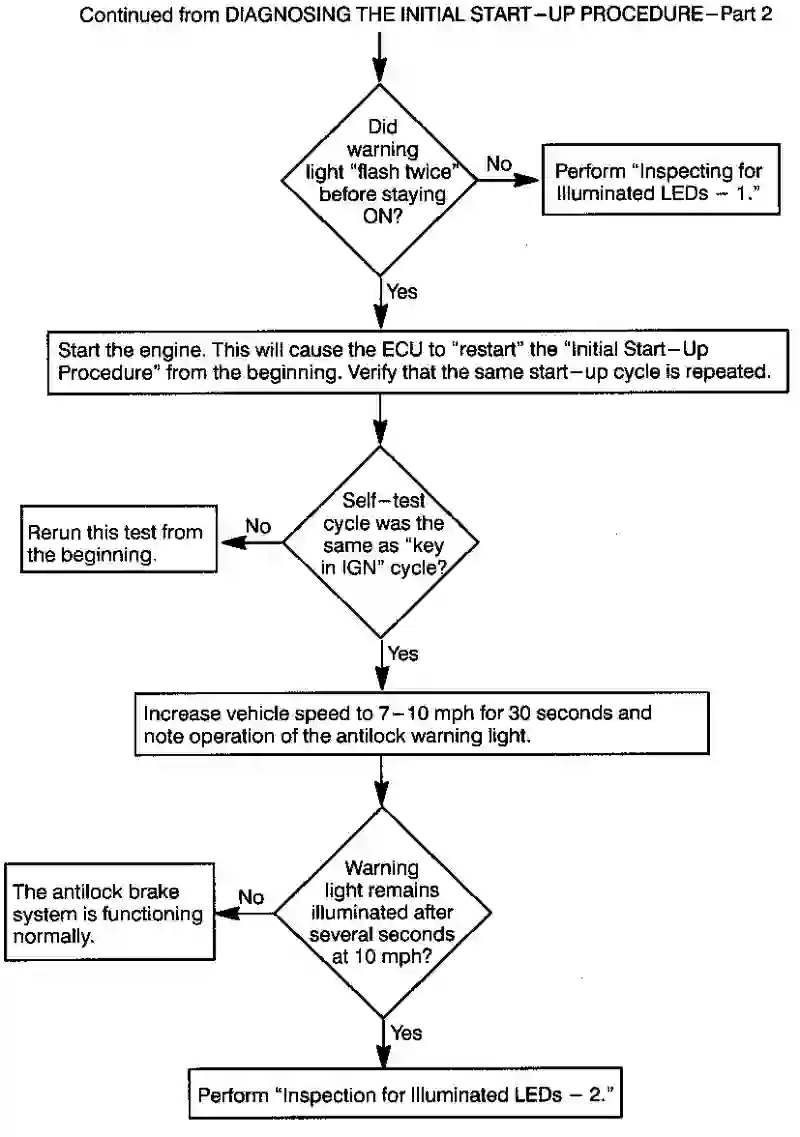 Continued from DIAGNOSING THE INITIAL START–UP PROCEDURE–Part 2
Did
warning
light "flash twice"
before staying
ON?
No
Perform "Inspecting for
Illuminated LEDs – 1."
Yes
Start the engine. This will cause the ECU to "restart" the "Initial Start–Up
Procedure" from the beginning. Verify that the same start–up cycle is repeated.
Self–test
cycle was the
same as "key
in IGN" cycle?
No
Rerun this test from
the beginning.
Yes
Increase vehicle speed to 7–10 mph for 30 seconds and
note operation of the antilock warning light.
Warning
light remains
illuminated after
several seconds
at 10 mph?
No
The antilock brake
system is functioning
normally.
Yes
Perform "Inspection for Illuminated LEDs – 2."